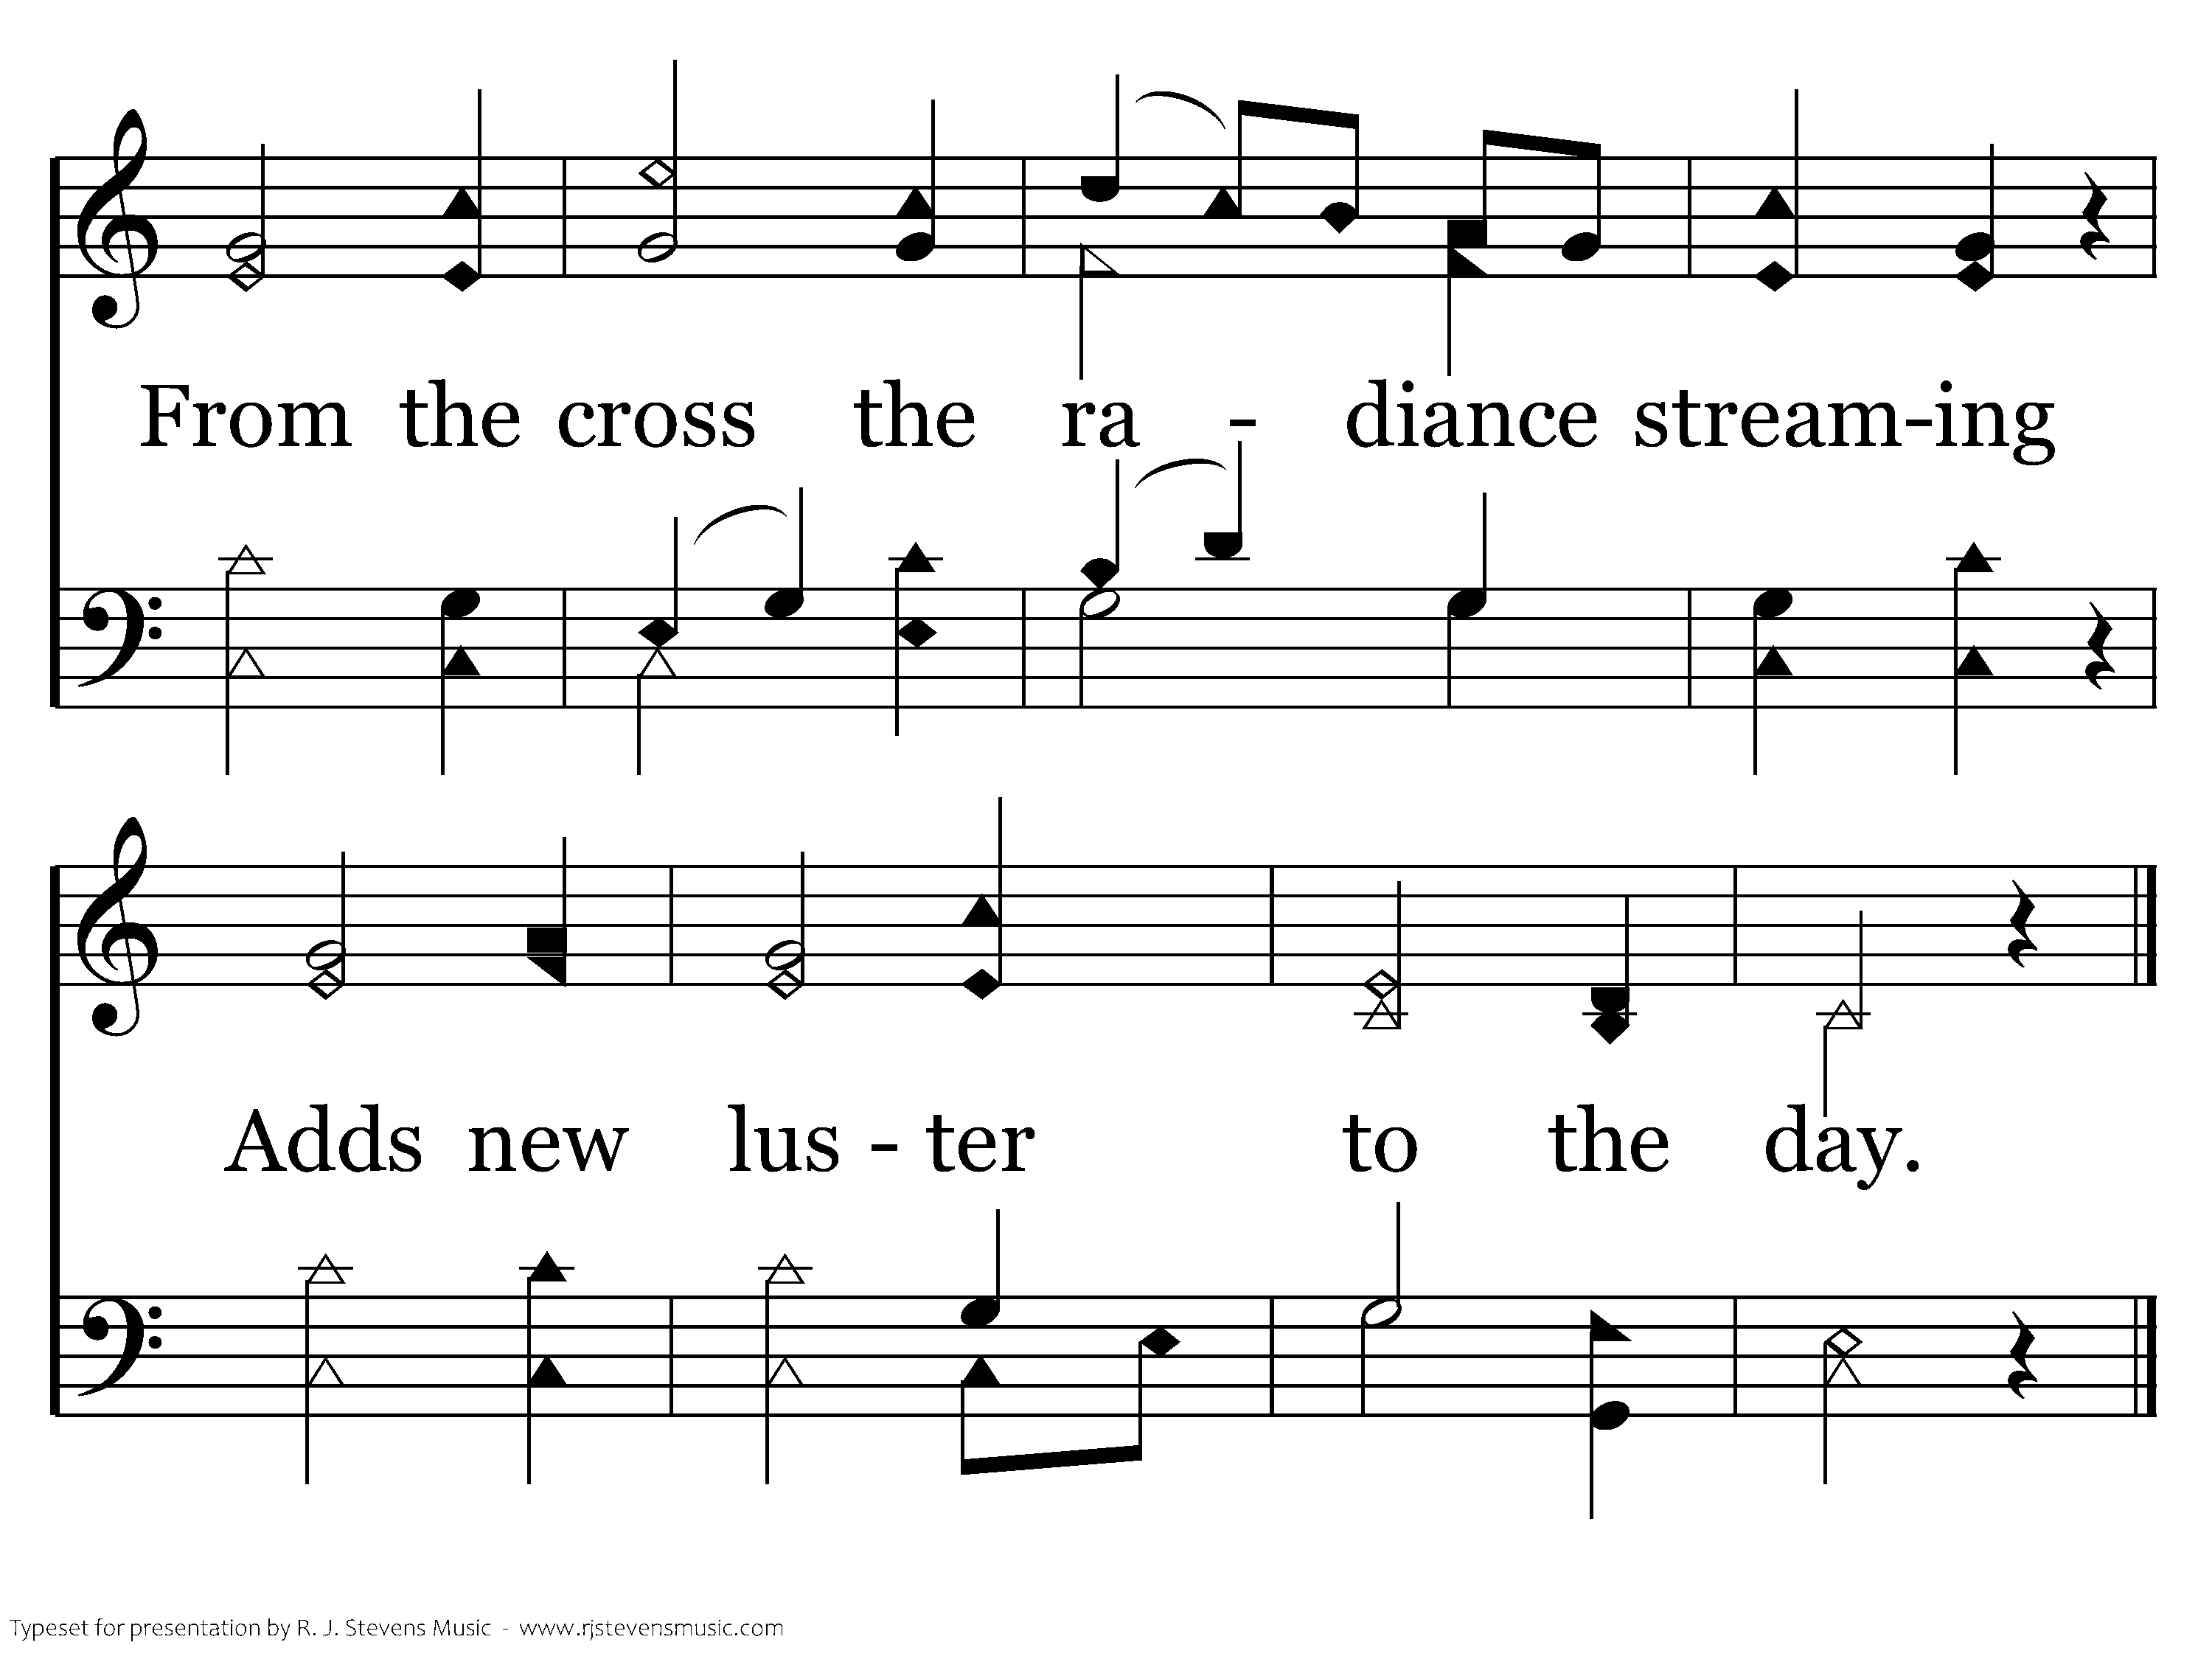 From the cross the ra - diance stream-ing
Adds new lus - ter to the day.
Typeset for presentation by R. J. Stevens Music - www.rjstevensmusic.com